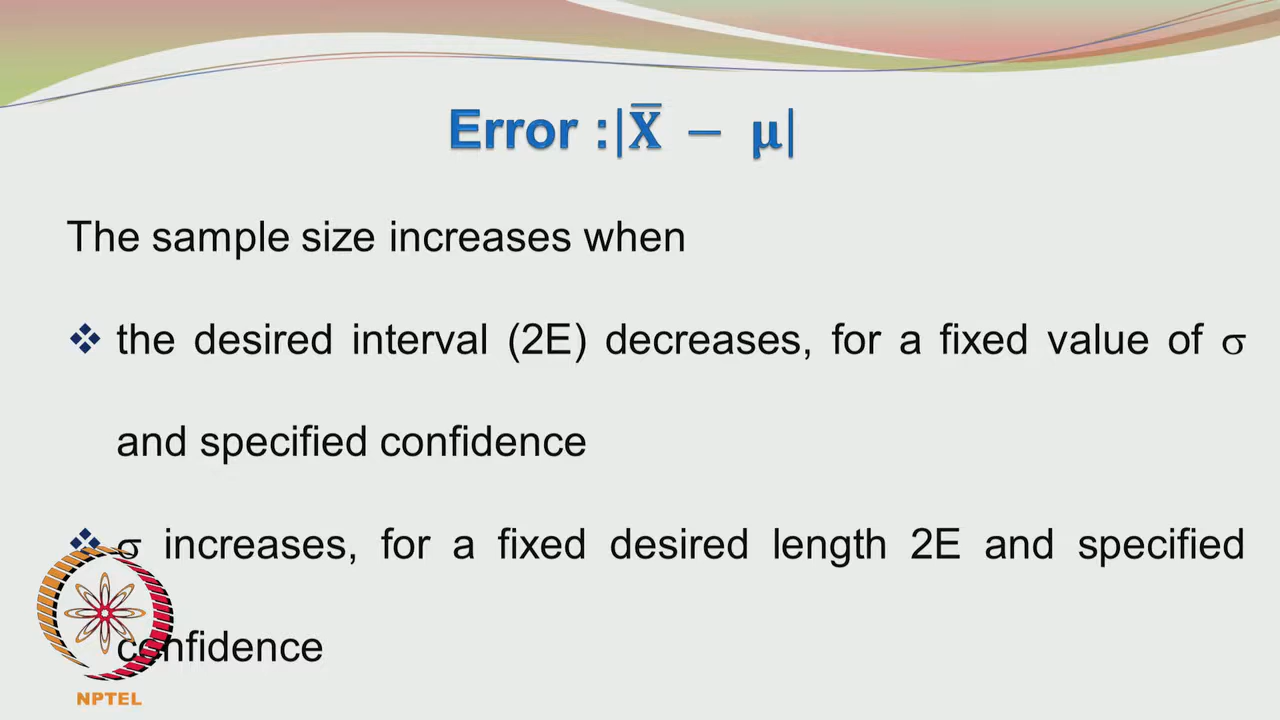 Error :|X̅ − μ|
The sample size increases when
❖ the desired interval (2E) decreases, for a fixed value of σ
and specified confidence
❖ σ increases, for a fixed desired length 2E and specified
confidence
NPTEL